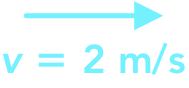 v = 2 m/s